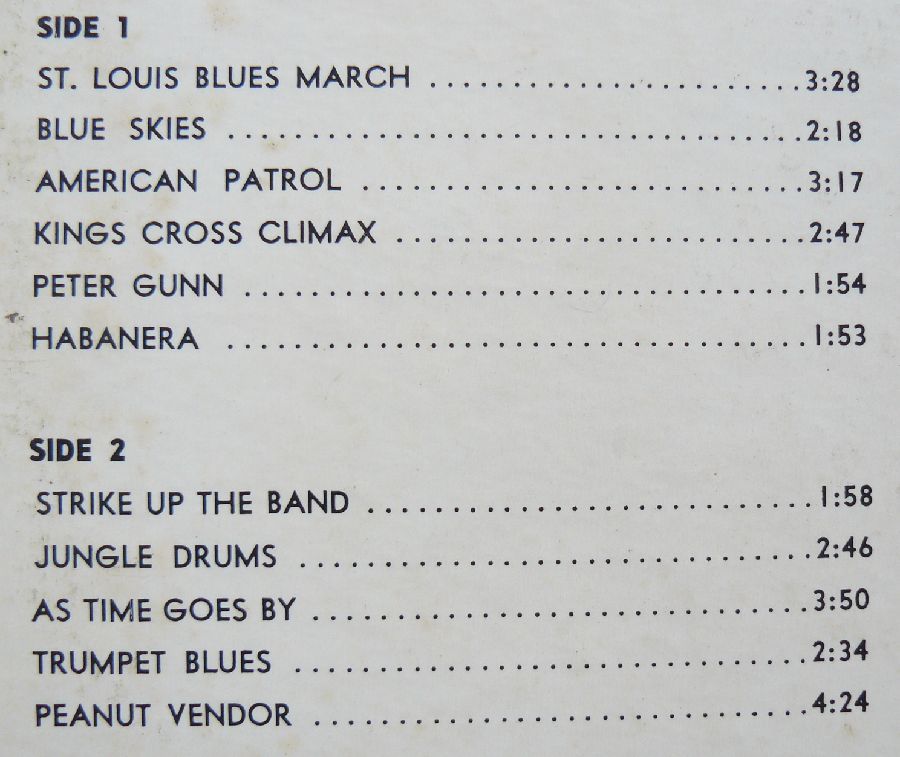 SIDE 1
ST. LOUIS BLUES MARCH ........................3:28
BLUE SKIES ...................................2:18
AMERICAN PATROL ...........................3:17
KINGS CROSS CLIMAX .........................2:47
PETER GUNN ..................................1:54
HABANERA ...................................1:53
SIDE 2
STRIKE UP THE BAND ...........................1:58
JUNGLE DRUMS ...............................2:46
AS TIME GOES BY ..............................3:50
TRUMPET BLUES ...............................2:34
PEANUT VENDOR ..............................4:24